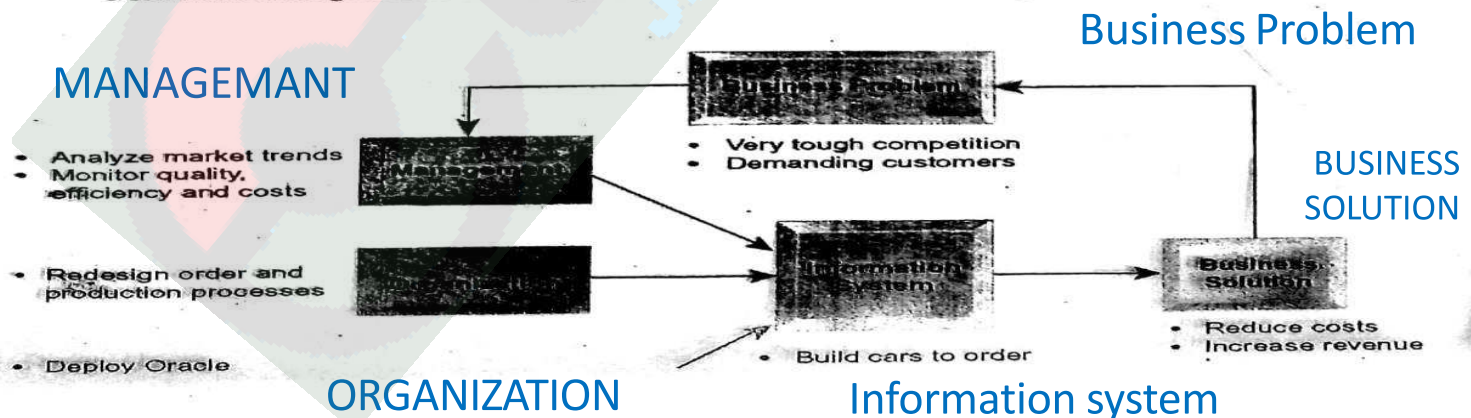 Business Problem
MANAGEMANT
Business Problem
• Very tough competition
• Demanding customers
• Analyze market trends
• Monitor quality,
efficiency and costs
Management
BUSINESS
SOLUTION
• Redesign order and
production processes
Information
System
Business
Solution
• Reduce costs
• Increase revenue
• Build cars to order
• Deploy Oracle
ORGANIZATION
Information system